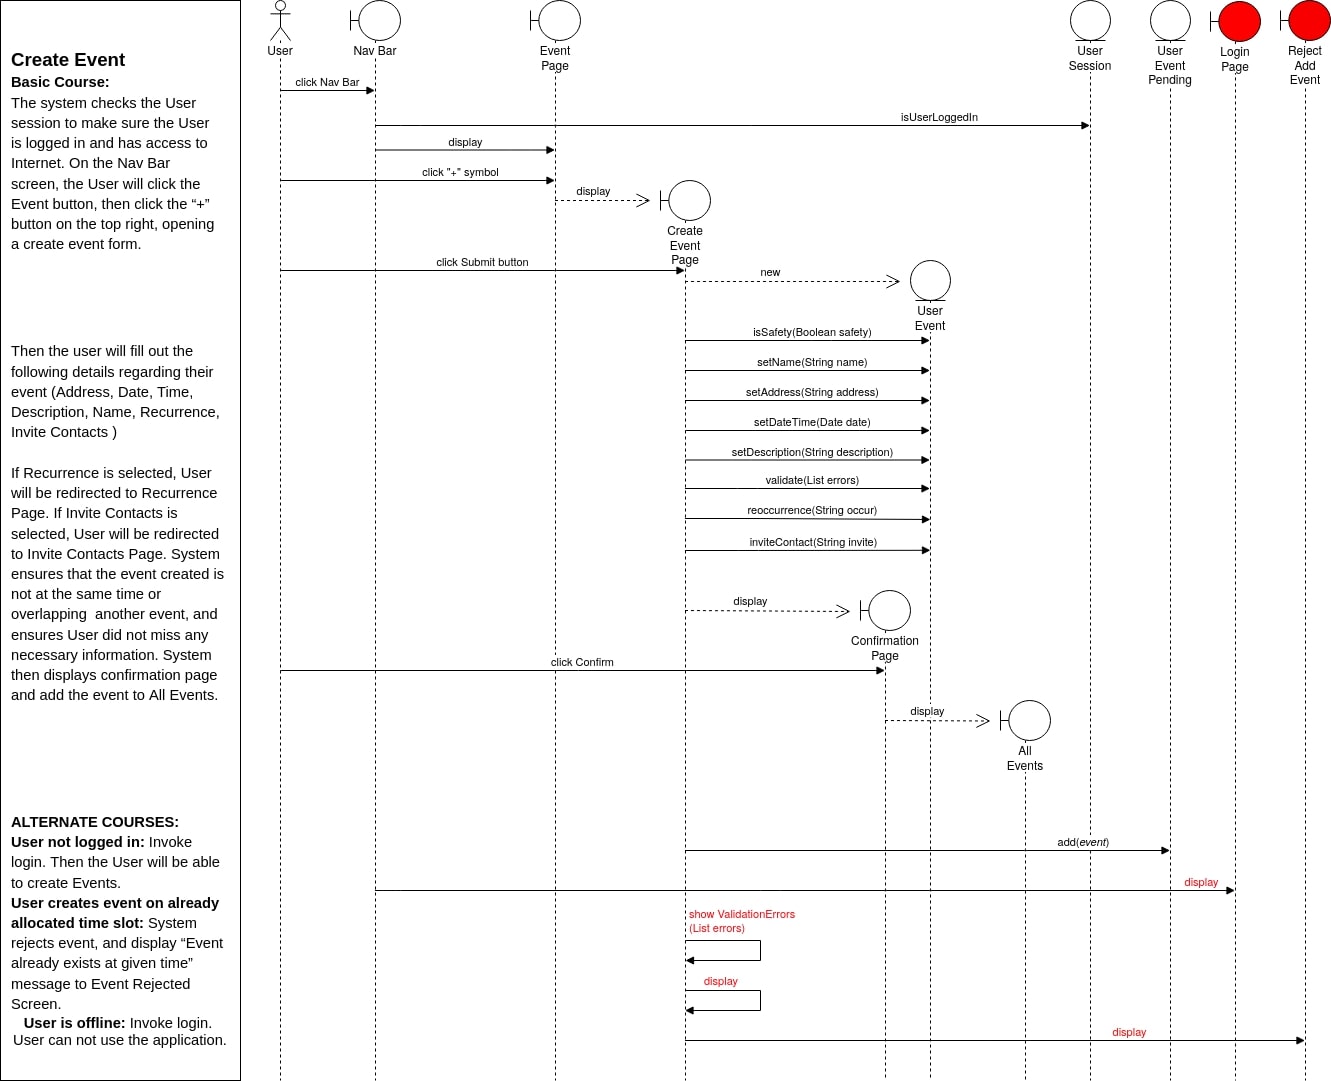 Create Event
Basic Course:
The system checks the User
session to make sure the User
is logged in and has access to
Internet. On the Nav Bar
screen, the User will click the
Event button, then click the “+”
button on the top right, opening
a create event form.
Then the user will fill out the
following details regarding their
event (Address, Date, Time,
Description, Name, Recurrence,
Invite Contacts )
If Recurrence is selected, User
will be redirected to Recurrence
Page. If Invite Contacts is
selected, User will be redirected
to Invite Contacts Page. System
ensures that the event created is
not at the same time or
overlapping  another event, and
ensures User did not miss any
necessary information. System
then displays confirmation page
and add the event to All Events.
ALTERNATE COURSES:
User not logged in: Invoke
login. Then the User will be able
to create Events.
User creates event on already
allocated time slot: System
rejects event, and display “Event
already exists at given time”
message to Event Rejected
Screen.
User is offline: Invoke login.
User can not use the application.
User
Nav Bar
Event
Page
User
Session
User
Event
Pending
Login
Page
Reject
Add
Event
click Nav Bar
isUserLoggedIn
display
click "+" symbol
display
Create
Event
Page
click Submit button
new
User
Event
isSafety(Boolean safety)
setName(String name)
setAddress(String address)
setDateTime(Date date)
setDescription(String description)
validate(List errors)
reoccurrence(String occur)
inviteContact(String invite)
display
Confirmation
Page
click Confirm
display
All
Events
add(event)
display
show ValidationErrors
(List errors)
display
display